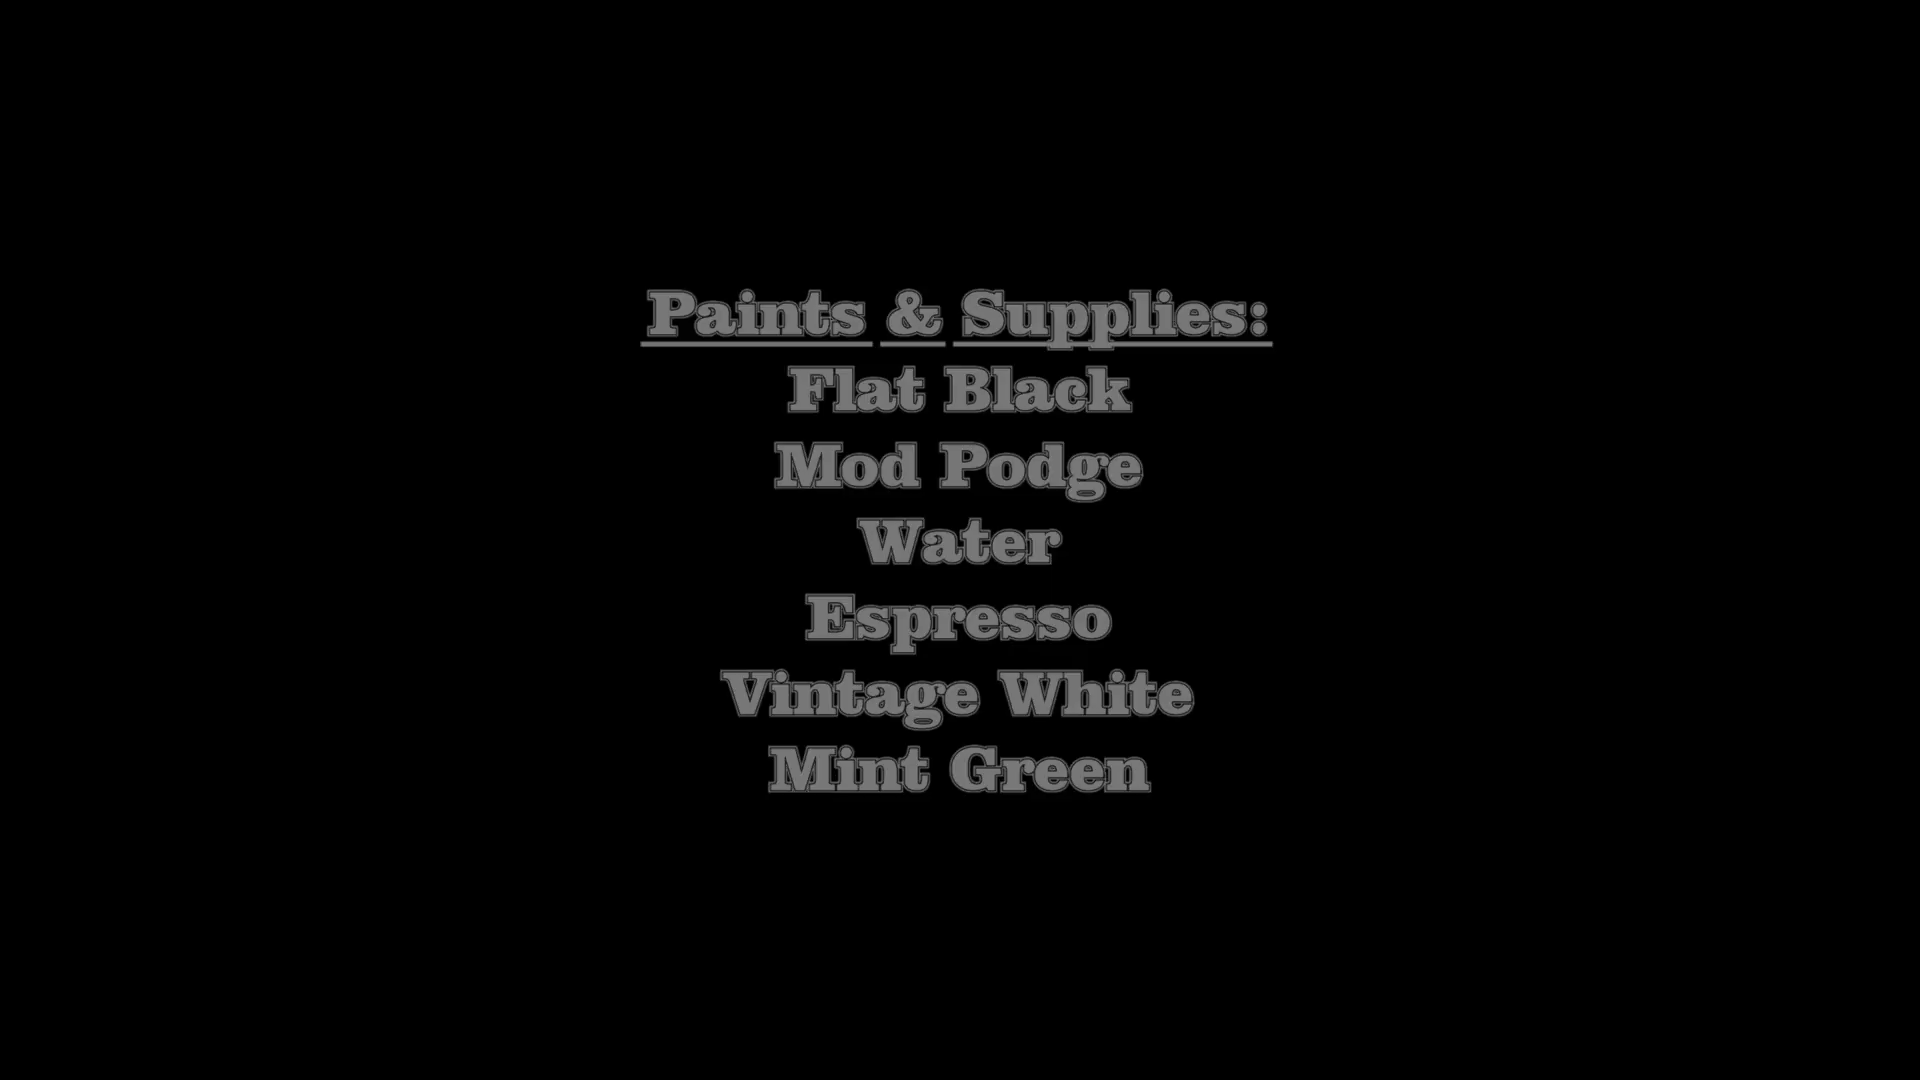 Paints & Supplies:
Flat Black
Mod Podge
Water
Espresso
Vintage White
Mint Green